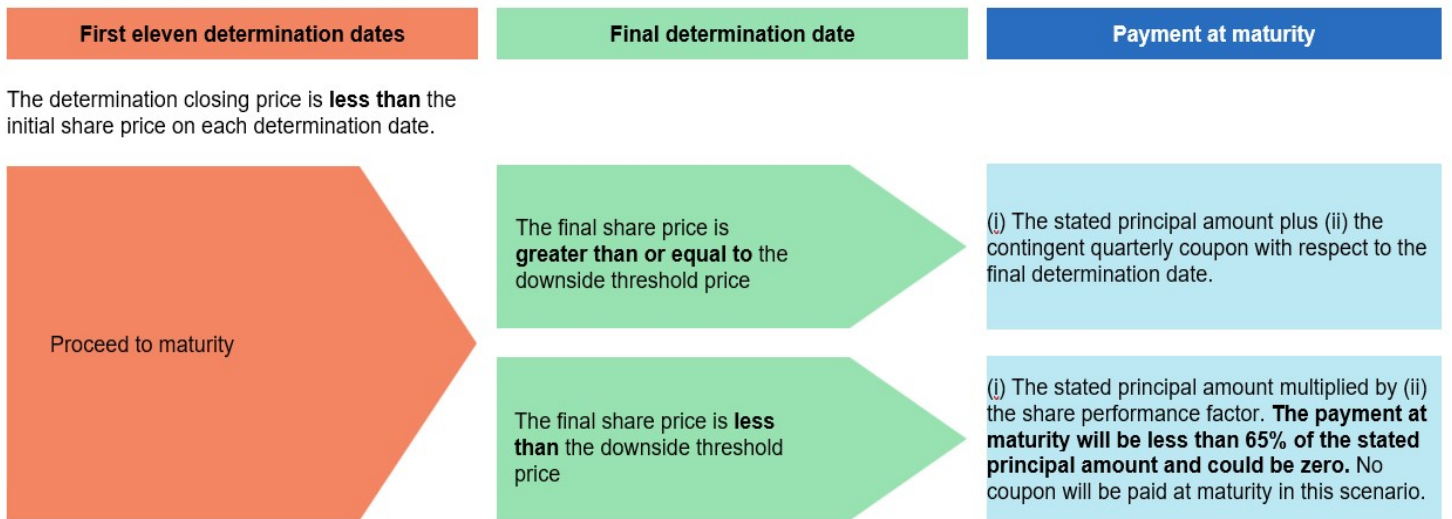 First eleven determination dates
Final determination date
Payment at maturity
The determination closing price is less than the
initial share price on each determination date.
Proceed to maturity
The final share price is
greater than or equal to the
downside threshold price
(i) The stated principal amount plus (ii) the
contingent quarterly coupon with respect to the
final determination date.
The final share price is less
than the downside threshold
price
(i) The stated principal amount multiplied by (ii)
the share performance factor. The payment at
maturity will be less than 65% of the stated
principal amount and could be zero. No
coupon will be paid at maturity in this scenario.